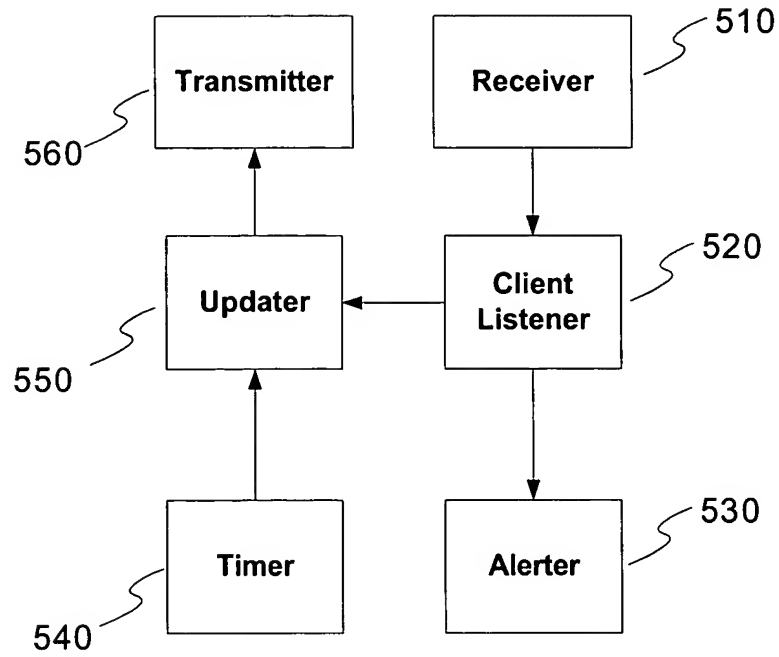 510
Transmitter
Receiver
560
520
Updater
Client
Listener
550
530
Timer
Alerter
540